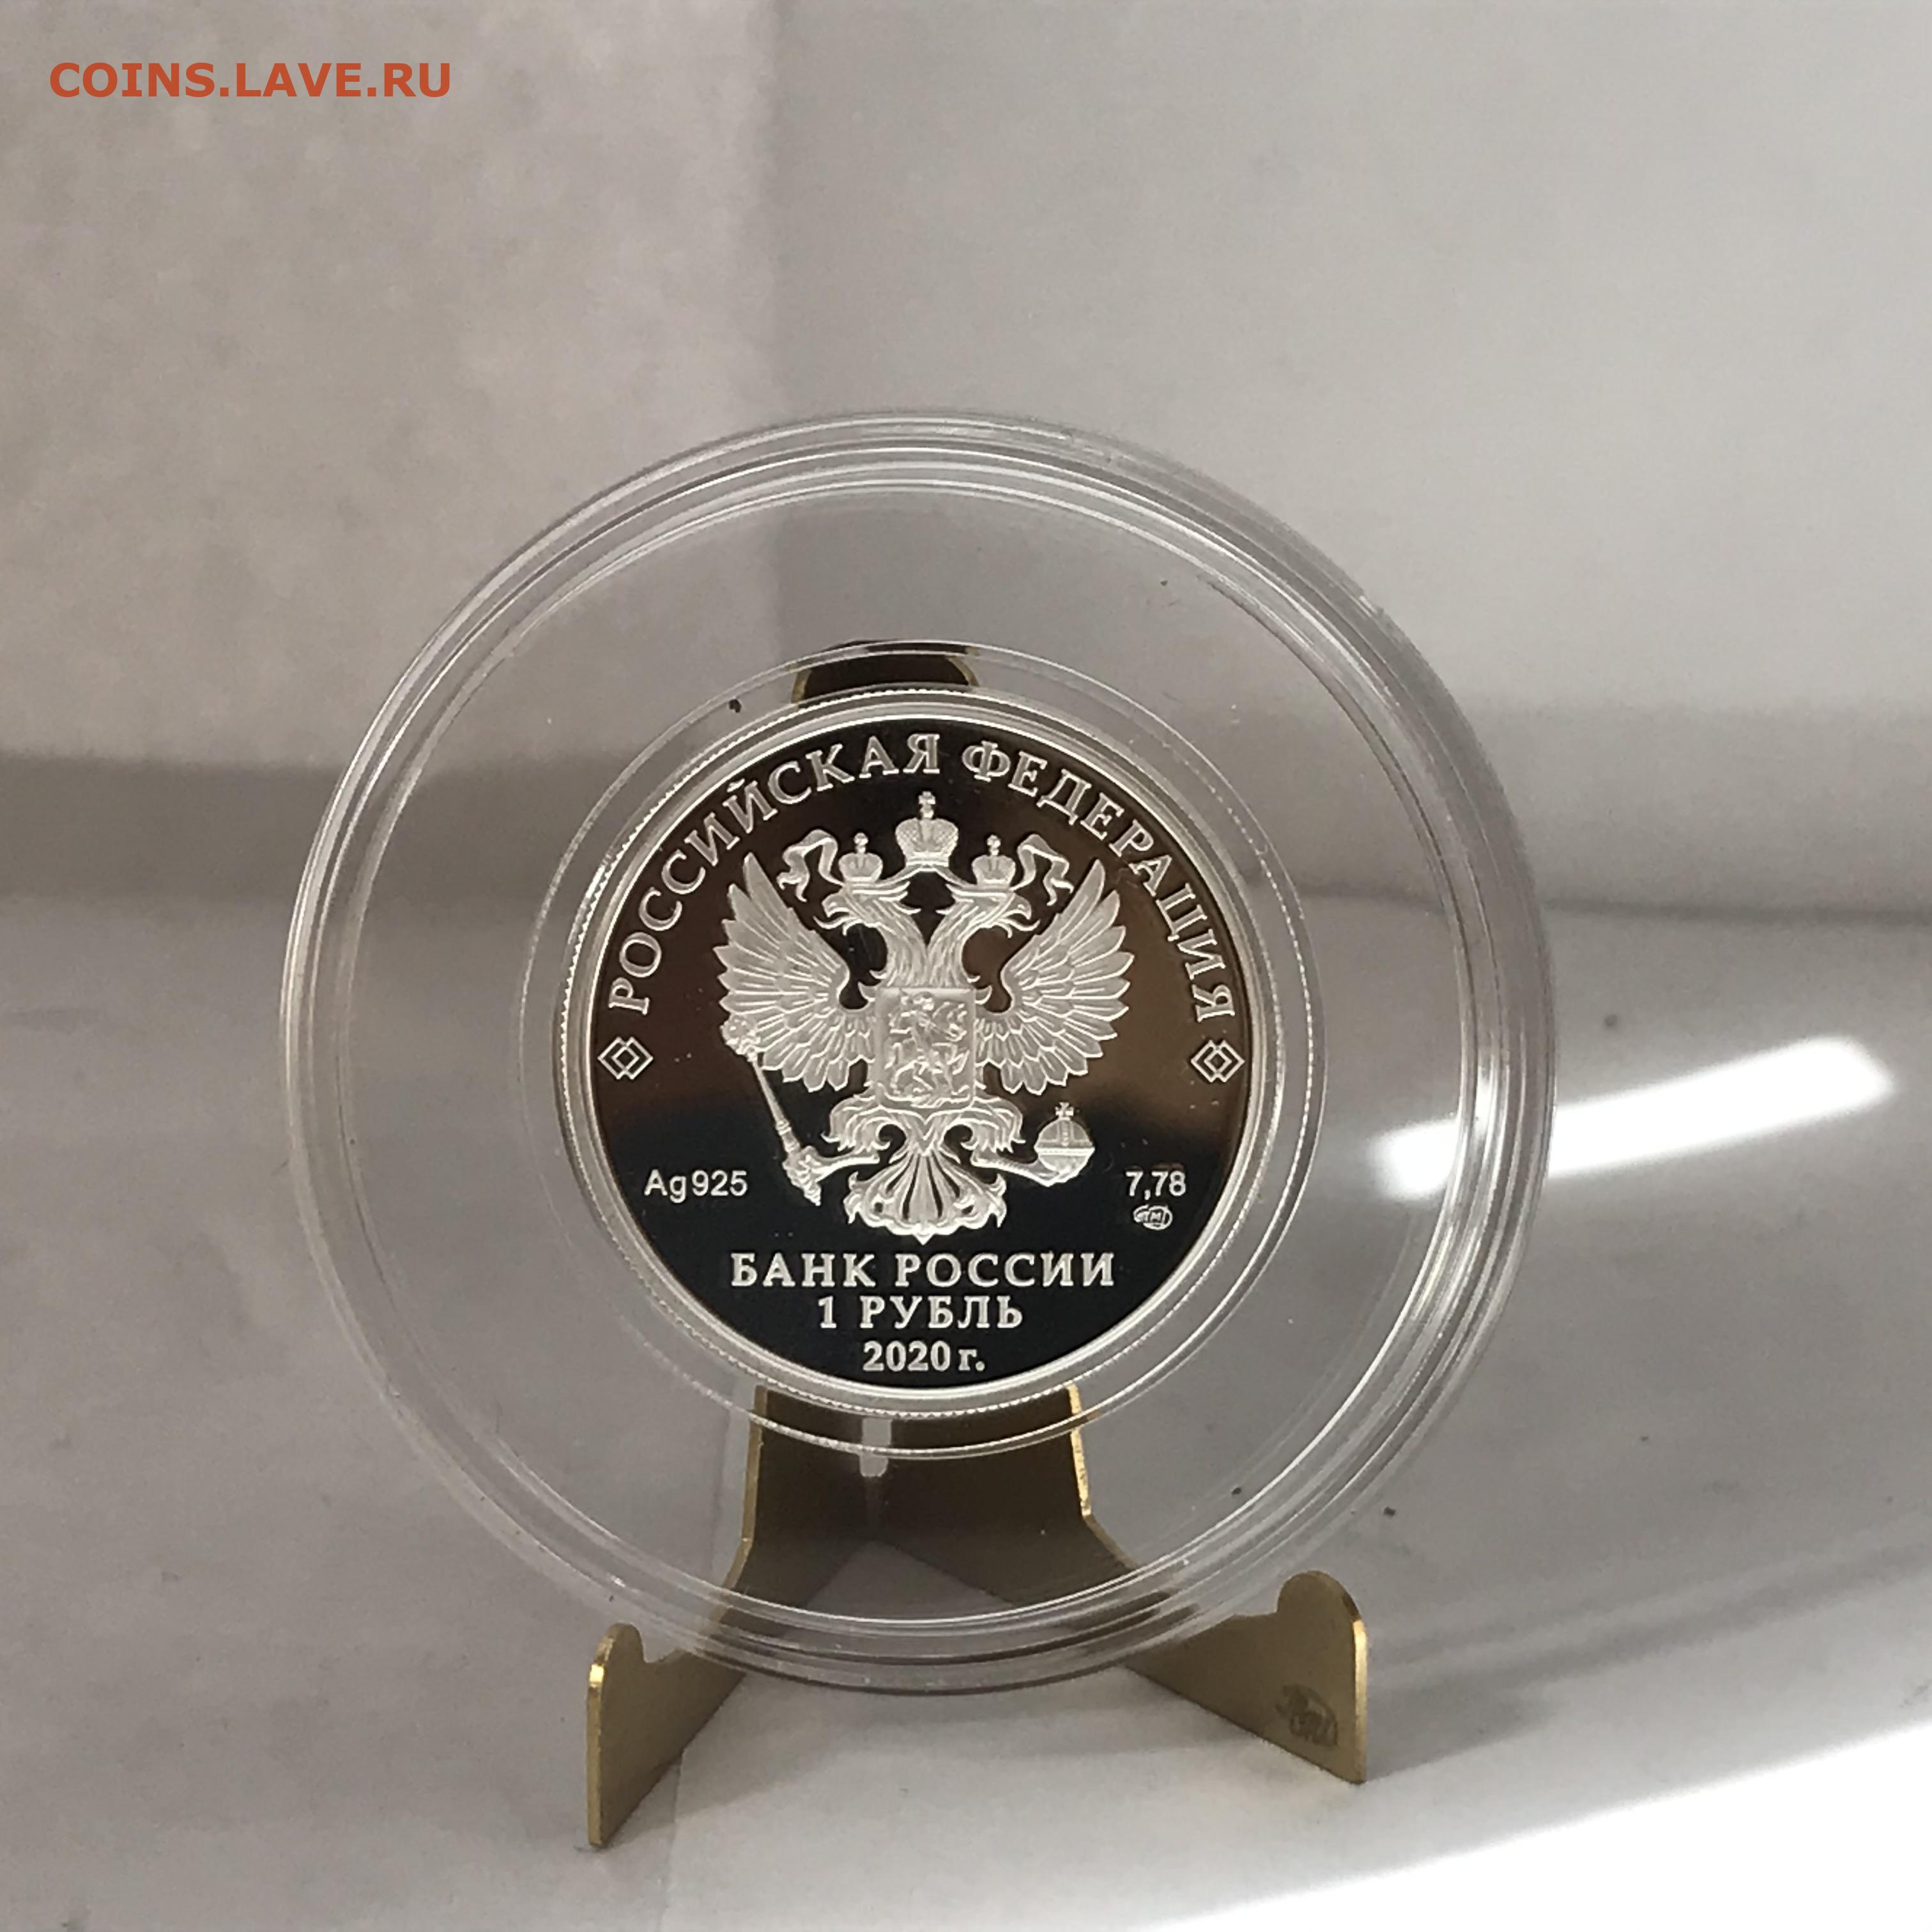 COINS.LAVE.RU
РОССИЙСКАЯ ФЕДЕРАЦИЯ
Ag 925
7,78
БАНК РОССИИ
1 РУБЛЬ
2020 г.